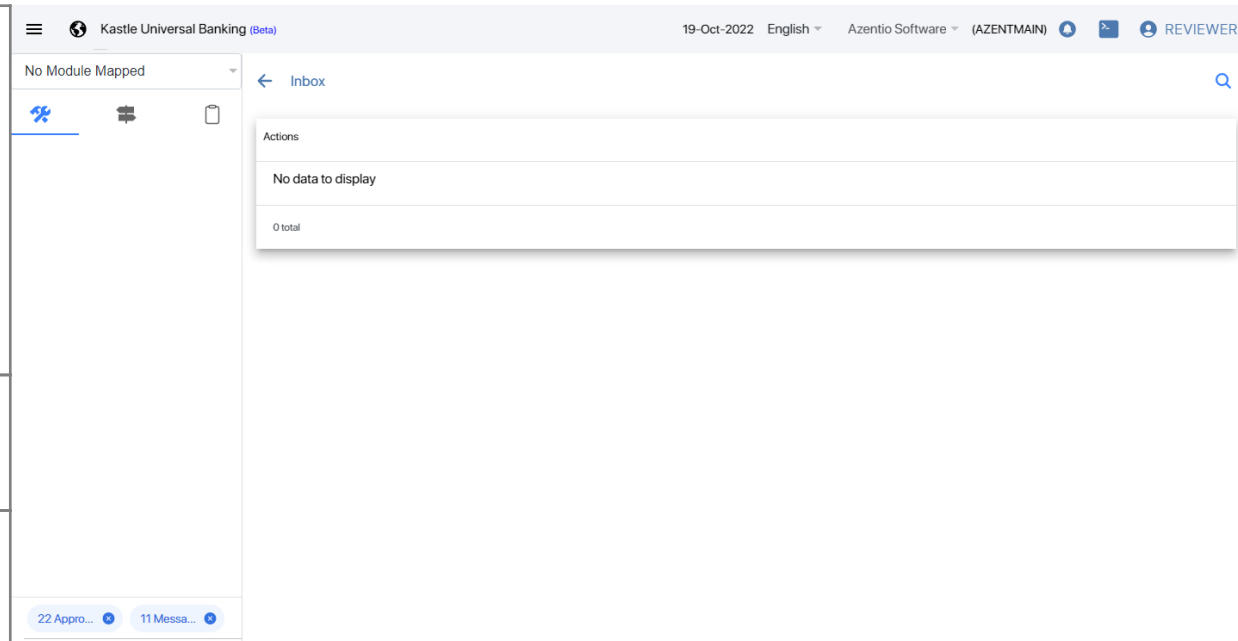 Kastle Universal Banking (Beta)
19-Oct-2022 English Azentio Software (AZENTMAIN) REVIEWER
No Module Mapped
Inbox
Actions
No data to display
0 total
22 Appro... 11 Messa...